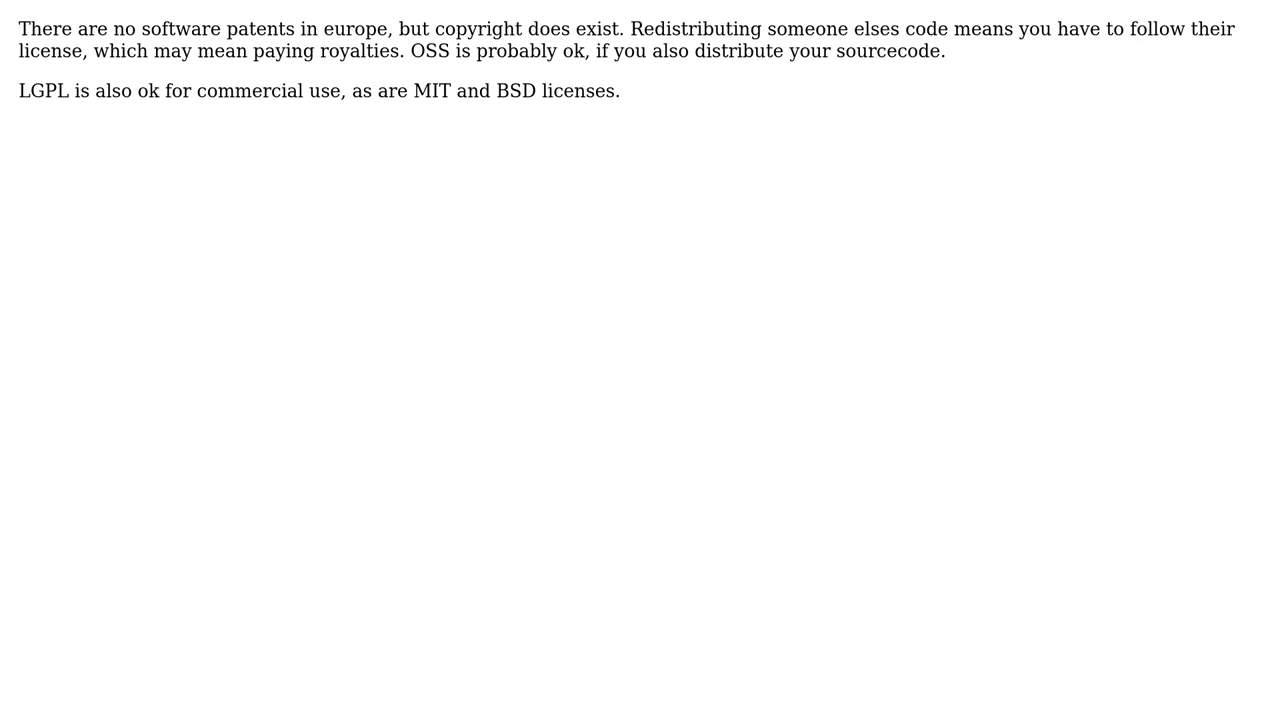 There are no software patents in europe, but copyright does exist. Redistributing someone elses code means you have to follow their
license, which may mean paying royalties. OSS is probably ok, if you also distribute your sourcecode.
LGPL is also ok for commercial use, as are MIT and BSD licenses.